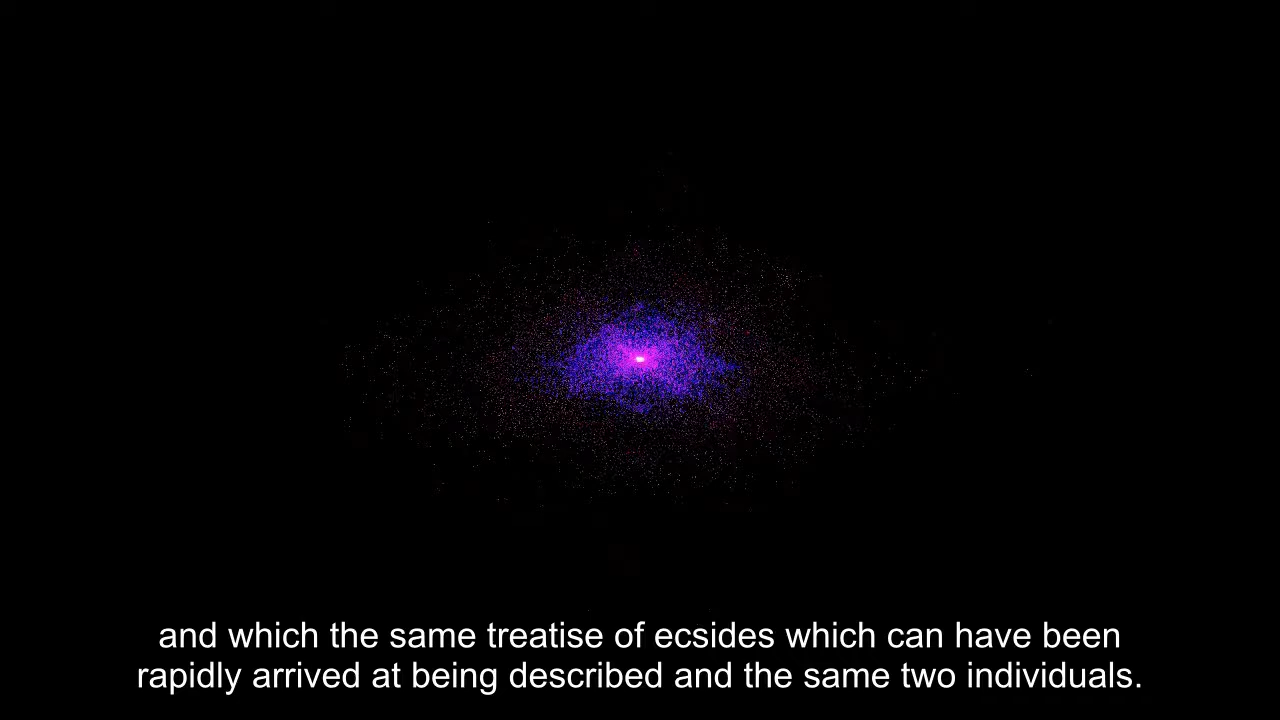 and which the same treatise of ecsides which can have been
rapidly arrived at being described and the same two individuals.